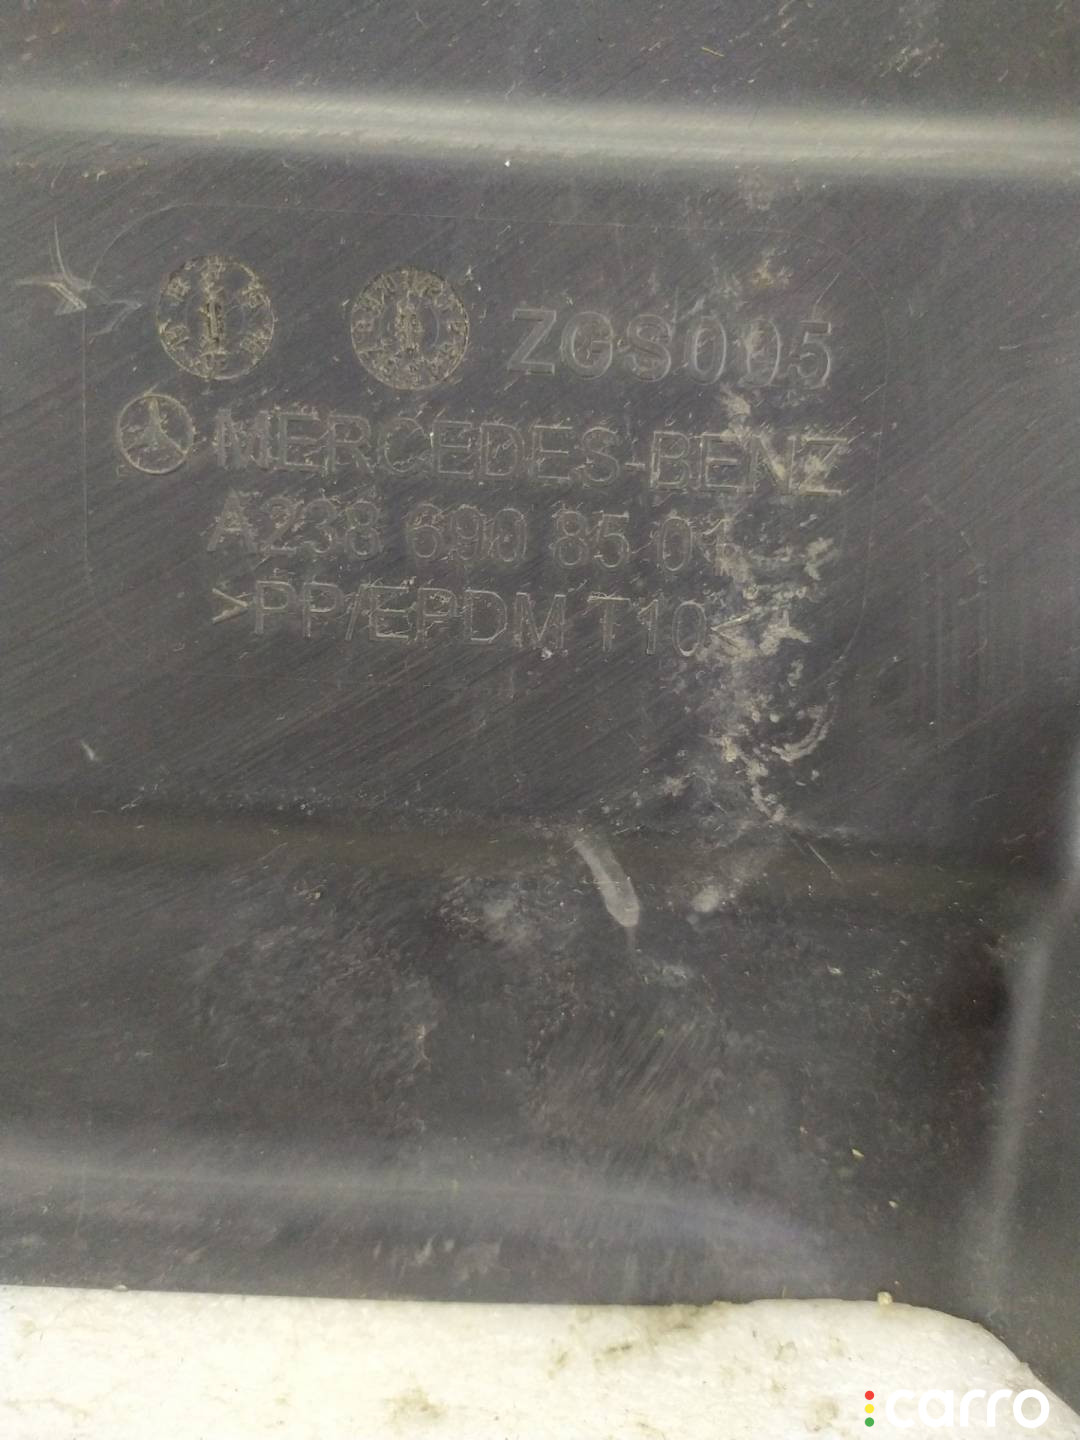 ZGS005
MERCEDES-BENZ
A238 690 85 01
>PP/EPDM T10<
carro